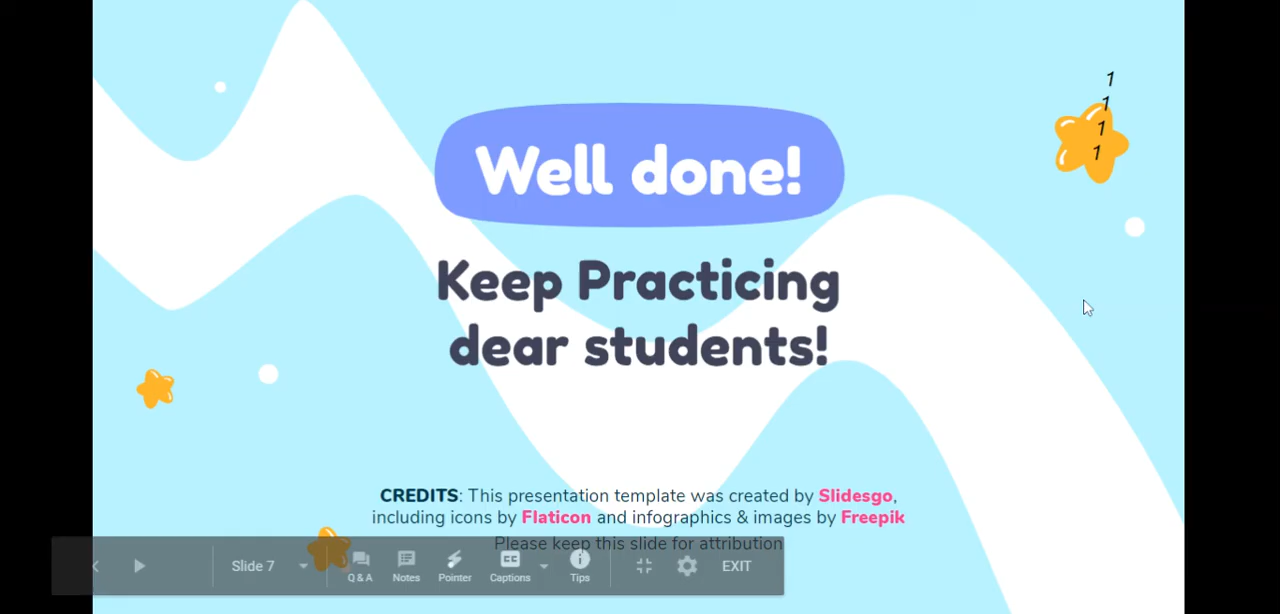 1
1
1
1
Well done!
Keep Practicing
dear students!
CREDITS: This presentation template was created by Slidesgo,
including icons by Flaticon and infographics & images by Freepik
Please keep this slide for attribution
Slide 7
Q & A
Notes
Pointer
CC
Captions
Tips
EXIT